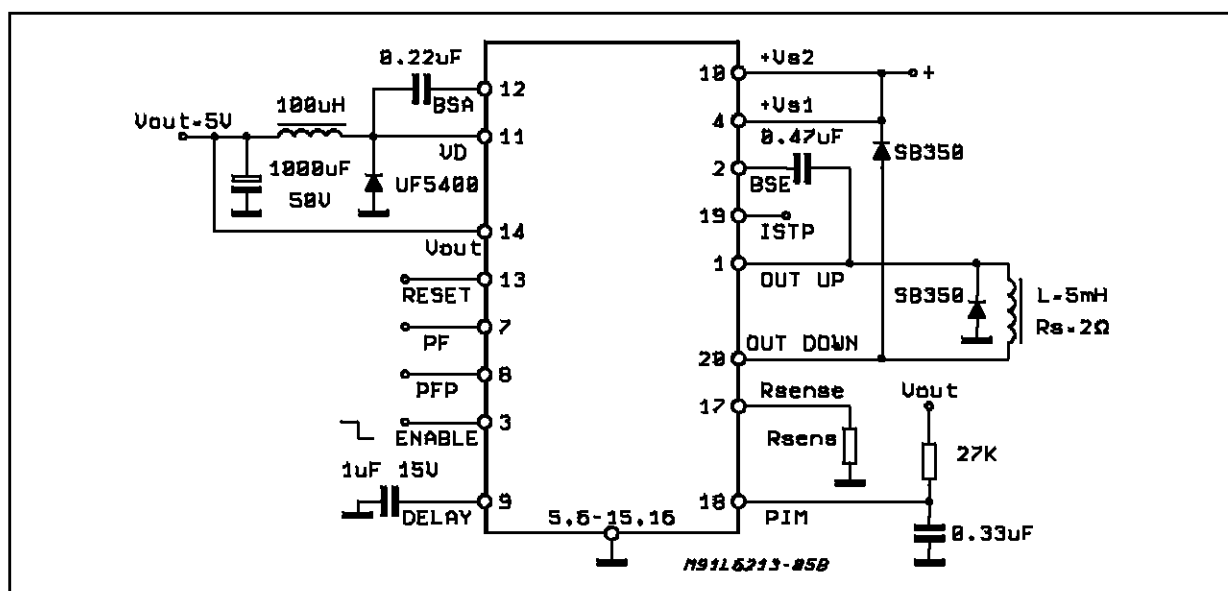 0.22uF
12
BSA
100uH
Vout=5V
11
VD
1000uF
50V
UF5400
14
Vout
13
RESET
7
PF
8
PFP
3
ENABLE
1uF 15V
9
DELAY
5,6-15,16
10
+Vs2
+
4
+Vs1
0.47uF
SB350
2
BSE
19
ISTP
1
OUT UP
SB350
L=5mH
Rs=2Ω
OUT DOWN
20
17
Rsense
Rsens
Vout
27K
18
PIM
0.33uF
M91L6213-05B